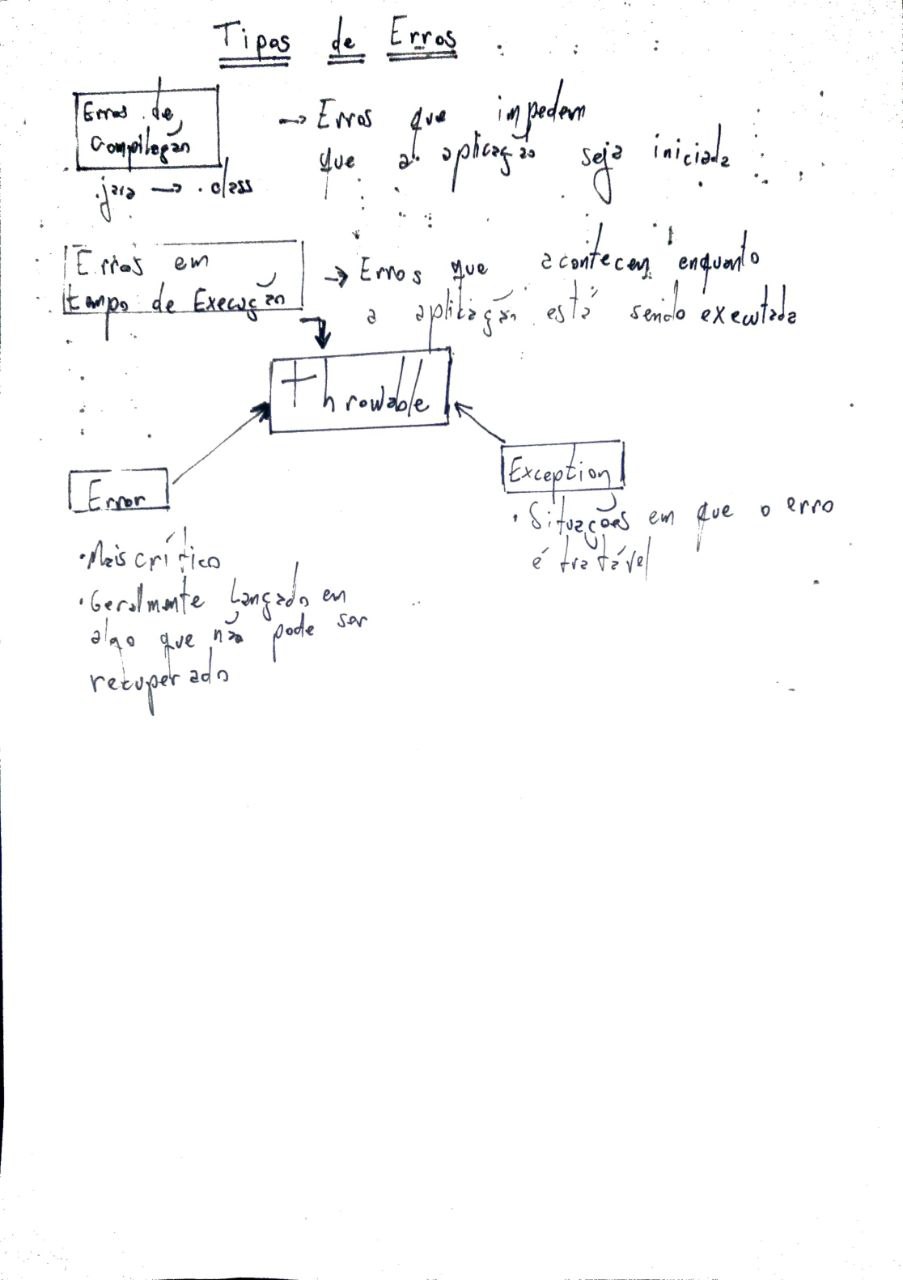 Tipos de Erros
Erros de
Compilação
.java → .class
→ Erros que impedem
que a aplicação seja iniciada
Erros em
tempo de Execução
→ Erros que acontecem enquanto
a aplicação está sendo executada
Throwable
Error
Exception
• Situações em que o erro
é tratável
• Mais crítico
• Geralmente Lançado em
algo que não pode ser
recuperado